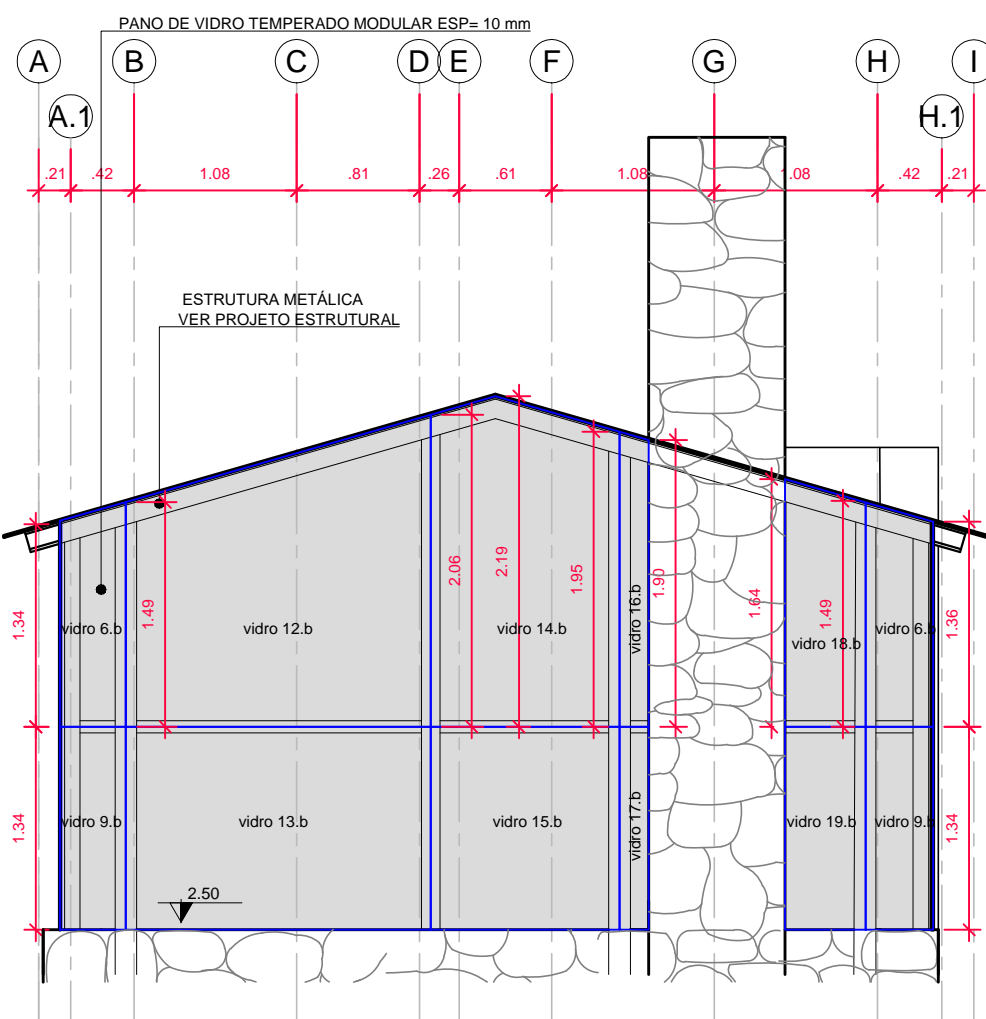 PANO DE VIDRO TEMPERADO MODULAR ESP= 10 mm
A B C D E F G H I
A.1 H.1
.21 .42 1.08 .81 .26 .61 1.08 1.08 .42 .21
ESTRUTURA METÁLICA
VER PROJETO ESTRUTURAL
1.34
1.49
2.06
2.19
1.95
1.90
1.64
1.49
1.36
vidro 6.b
vidro 12.b
vidro 14.b
vidro 16.b
vidro 18.b
vidro 6.b
1.34
vidro 9.b
vidro 13.b
vidro 15.b
vidro 17.b
vidro 19.b
vidro 9.b
1.34
2.50